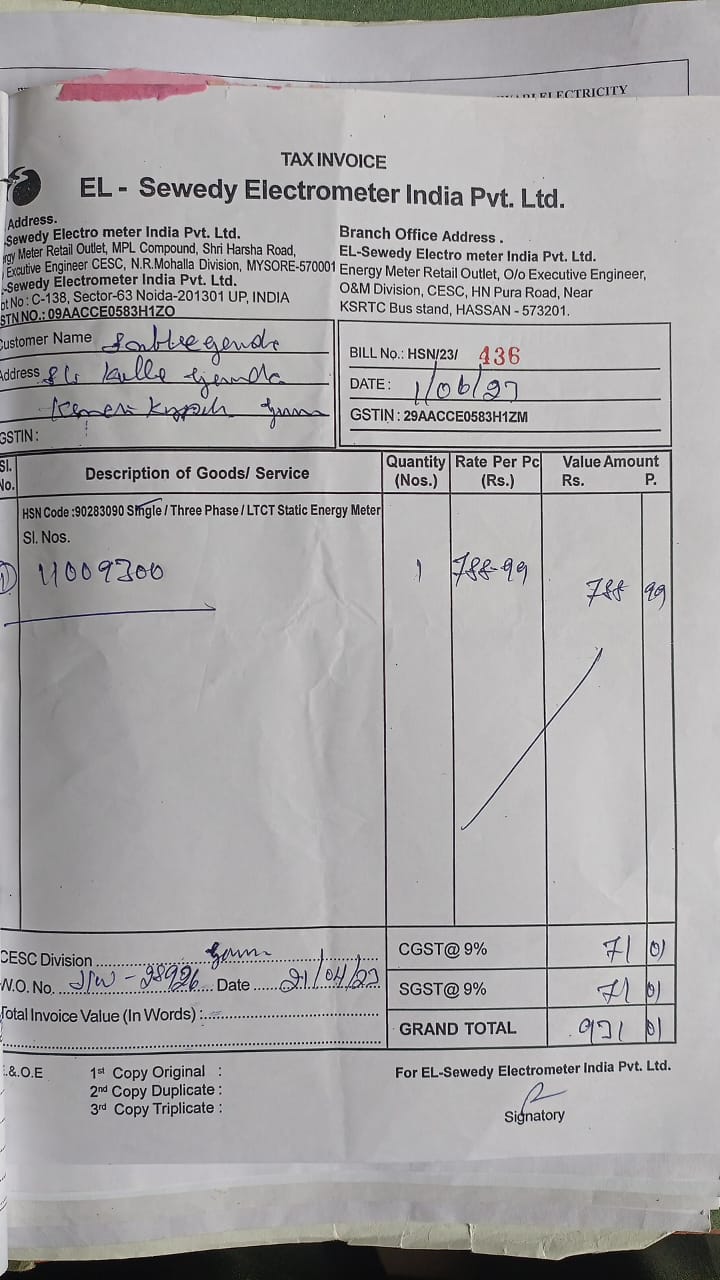 ELECTRICITY
TAX INVOICE
EL - Sewedy Electrometer India Pvt. Ltd.
Address.
-Sewedy Electro meter India Pvt. Ltd.
rgy Meter Retail Outlet, MPL Compound, Shri Harsha Road,
Excutive Engineer CESC, N.R.Mohalla Division, MYSORE-570001
-Sewedy Electrometer India Pvt. Ltd.
ot No : C-138, Sector-63 Noida-201301 UP, INDIA
STN NO.: 09AACCE0583H1ZO
Branch Office Address .
EL-Sewedy Electro meter India Pvt. Ltd.
Energy Meter Retail Outlet, O/o Executive Engineer,
O&M Division, CESC, HN Pura Road, Near
KSRTC Bus stand, HASSAN - 573201.
Customer Name
Address S/o
GSTIN :
BILL No.: HSN/23/ 436
DATE :
GSTIN : 29AACCE0583H1ZM
Sl. No. Description of Goods/ Service Quantity (Nos.) Rate Per Pc (Rs.) Value Amount Rs. P.
HSN Code :90283090 Single / Three Phase / LTCT Static Energy Meter
Sl. Nos.
1 11009300 1 788-99 788 99
CESC Division
W.O. No. Date
Total Invoice Value (In Words) :
CGST@ 9% 71 01
SGST@ 9% 71 01
GRAND TOTAL 931 01
E.&.O.E
1st Copy Original :
2nd Copy Duplicate :
3rd Copy Triplicate :
For EL-Sewedy Electrometer India Pvt. Ltd.
Signatory